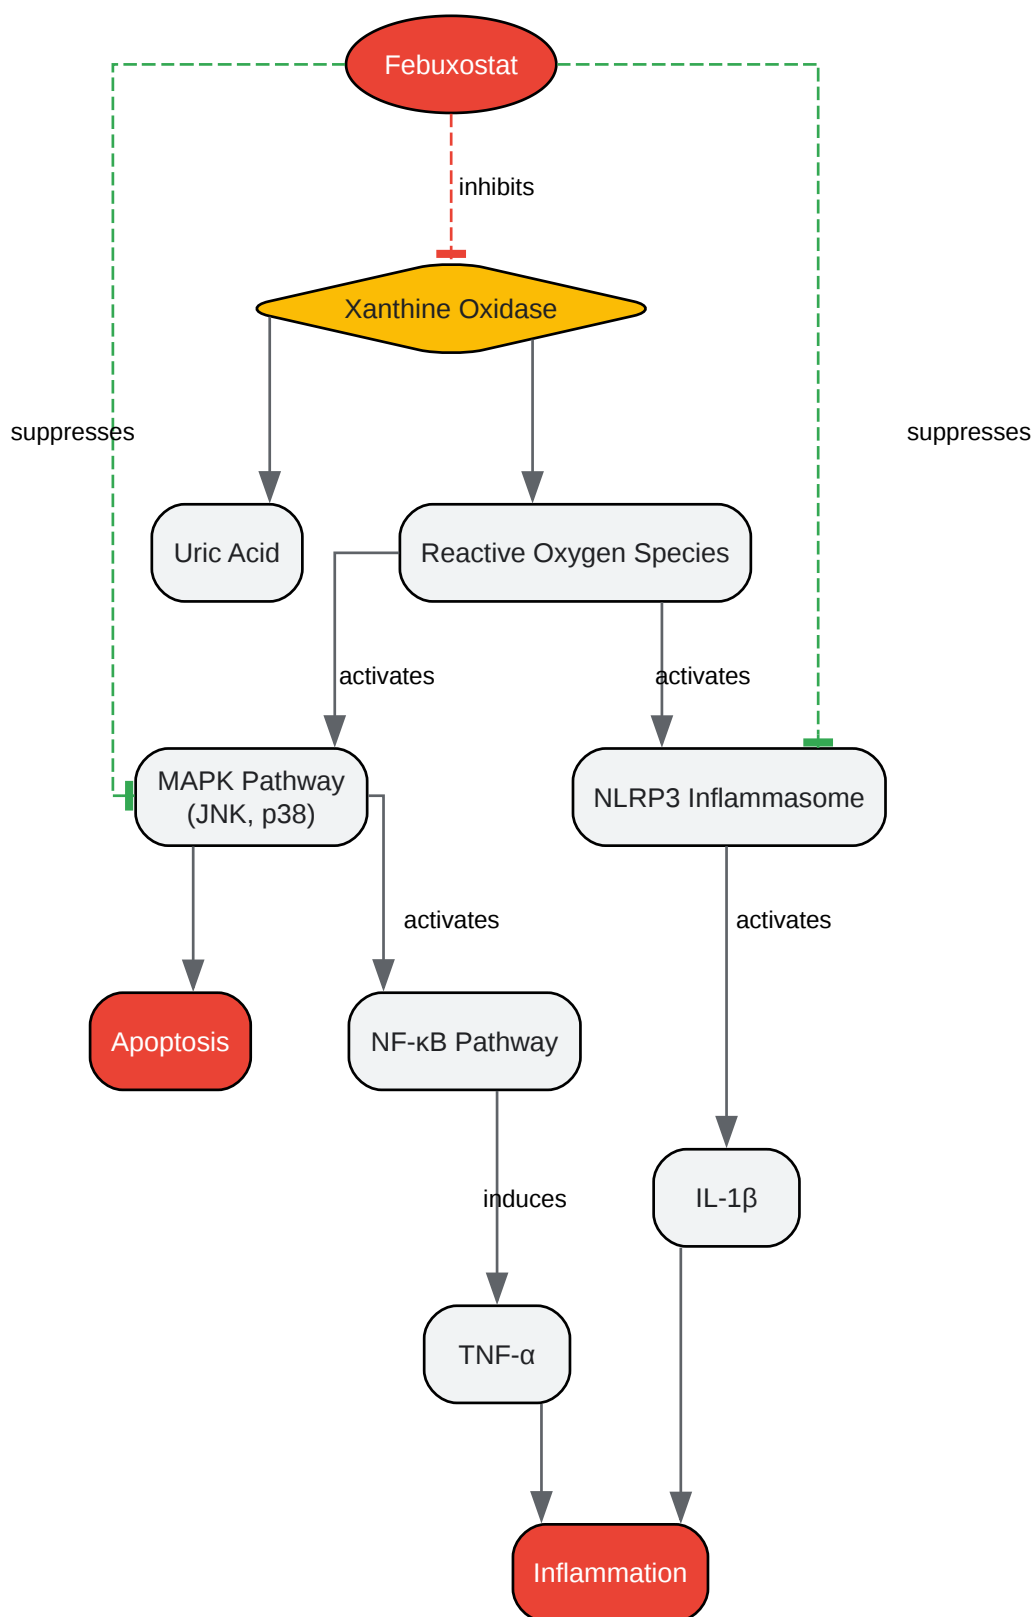 Febuxostat
inhibits
Xanthine Oxidase
suppresses
suppresses
Uric Acid
Reactive Oxygen Species
activates
activates
MAPK Pathway
(JNK, p38)
NLRP3 Inflammasome
activates
activates
Apoptosis
NF-κB Pathway
induces
IL-1β
TNF-α
Inflammation